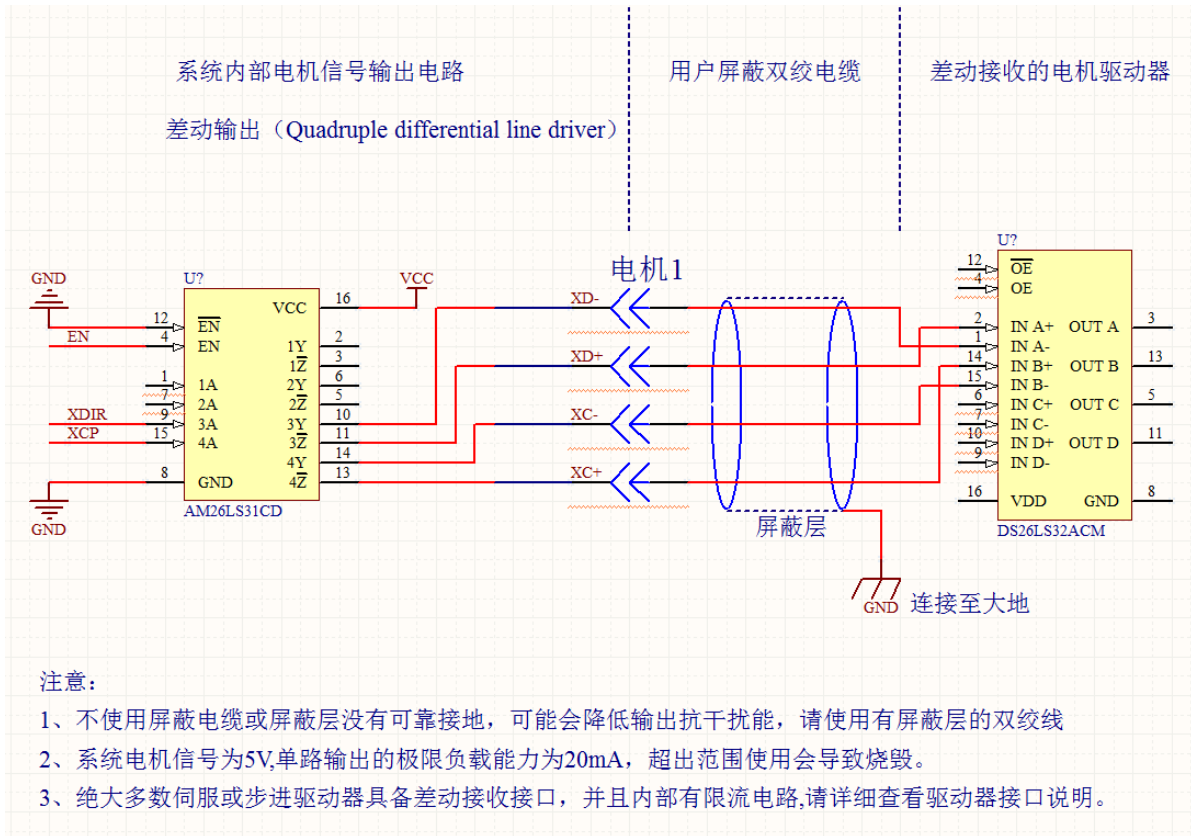 系统内部电机信号输出电路
用户屏蔽双绞电缆
差动接收的电机驱动器
差动输出（Quadruple differential line driver）
GND
12
EN
4
EN
1
7
XDIR
9
XCP
15
8
GND
U?
VCC
EN
EN
1A
2A
3A
4A
GND
VCC
1Y
1Z
2Y
2Z
3Y
3Z
4Y
4Z
16
2
3
6
5
10
11
14
13
AM26LS31CD
电机1
XD-
XD+
XC-
XC+
屏蔽层
GND
连接至大地
U?
12
4
2
1
14
15
6
7
10
9
16
OE
OE
IN A+ OUT A
IN A-
IN B+ OUT B
IN B-
IN C+ OUT C
IN C-
IN D+ OUT D
IN D-
VDD GND
3
13
5
11
8
DS26LS32ACM
注意：
1、不使用屏蔽电缆或屏蔽层没有可靠接地，可能会降低输出抗干扰能，请使用有屏蔽层的双绞线
2、系统电机信号为5V,单路输出的极限负载能力为20mA，超出范围使用会导致烧毁。
3、绝大多数伺服或步进驱动器具备差动接收接口，并且内部有限流电路,请详细查看驱动器接口说明。